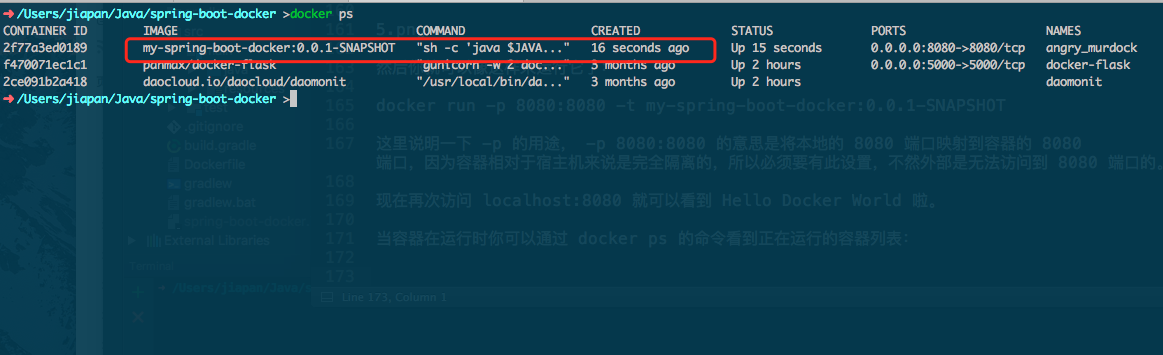 ➜ /Users/jiapan/Java/spring-boot-docker >docker ps
CONTAINER ID IMAGE COMMAND CREATED STATUS PORTS NAMES
2f77a3ed0189 my-spring-boot-docker:0.0.1-SNAPSHOT "sh -c 'java $JAVA..." 16 seconds ago Up 15 seconds 0.0.0.0:8080->8080/tcp angry_murdock
f470071ec1c1 panmax/docker-flask "gunicorn -w 2 doc..." 3 months ago Up 2 hours 0.0.0.0:5000->5000/tcp docker-flask
2ce091b2a418 daocloud.io/daocloud/daomonit "/usr/local/bin/da..." 3 months ago Up 2 hours daomonit
➜ /Users/jiapan/Java/spring-boot-docker >
165 docker run -p 8080:8080 -t my-spring-boot-docker:0.0.1-SNAPSHOT
166
167 这里说明一下 -p 的用途, -p 8080:8080 的意思是将本地的 8080 端口映射到容器的 8080
端口,因为容器相对于宿主机来说是完全隔离的,所以必须要有此设置,不然外部是无法访问到 8080 端口的。
168
169 现在再次访问 localhost:8080 就可以看到 Hello Docker World 啦。
170
171 当容器在运行时你可以通过 docker ps 的命令看到正在运行的容器列表:
172
173
.gitignore
build.gradle
Dockerfile
gradlew
gradlew.bat
spring-boot-docker
External Libraries
Terminal
Line 173, Column 1